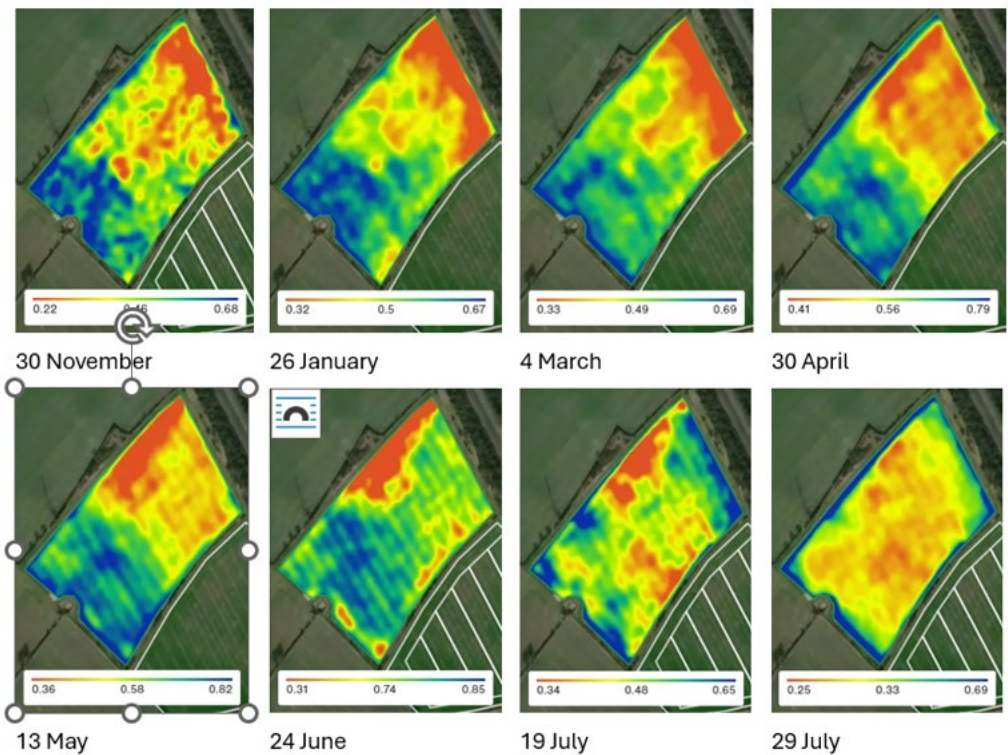 0.22 0.46 0.68
0.32 0.5 0.67
0.33 0.49 0.69
0.41 0.56 0.79
30 November
26 January
4 March
30 April
0.36 0.58 0.82
0.31 0.74 0.85
0.34 0.48 0.65
0.25 0.33 0.69
13 May
24 June
19 July
29 July